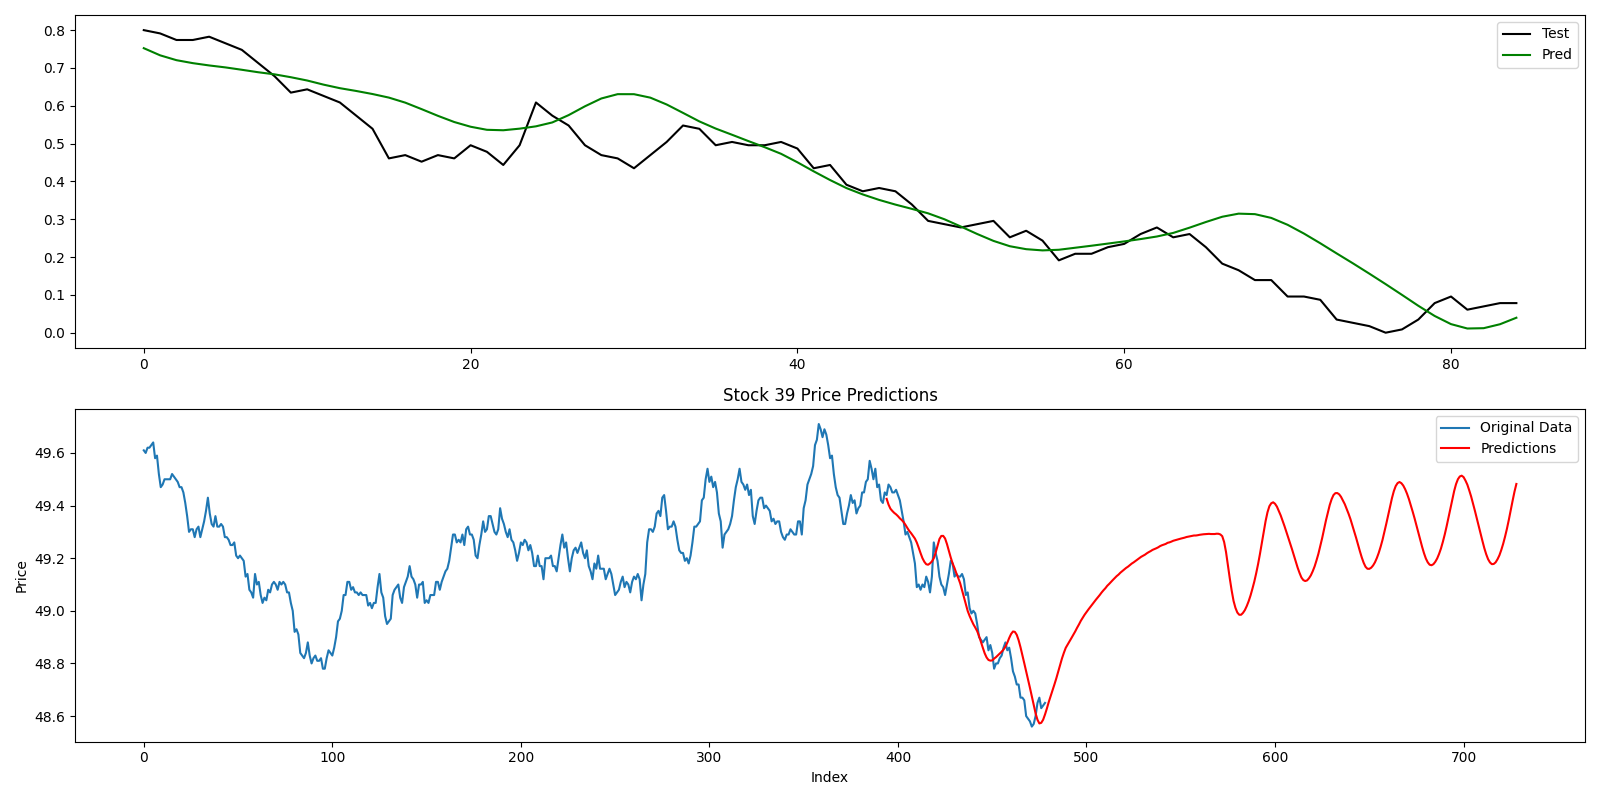 0.8
0.7
0.6
0.5
0.4
0.3
0.2
0.1
0.0
Test
Pred
0 20 40 60 80
Stock 39 Price Predictions
Price
49.6
49.4
49.2
49.0
48.8
48.6
Original Data
Predictions
0 100 200 300 400 500 600 700
Index